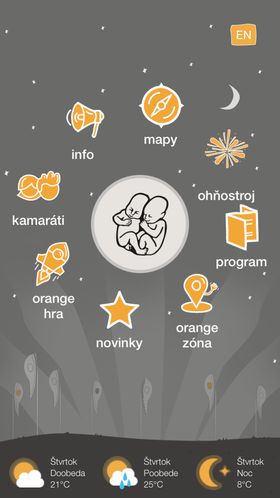 EN
mapy
info
ohňostroj
kamaráti
program
orange
hra
orange
zóna
novinky
Štvrtok
Doobeda
21°C
Štvrtok
Poobede
25°C
Štvrtok
Noc
8°C